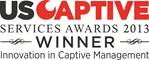 US CAPTIVE
SERVICES AWARDS 2013
WINNER
Innovation in Captive Management